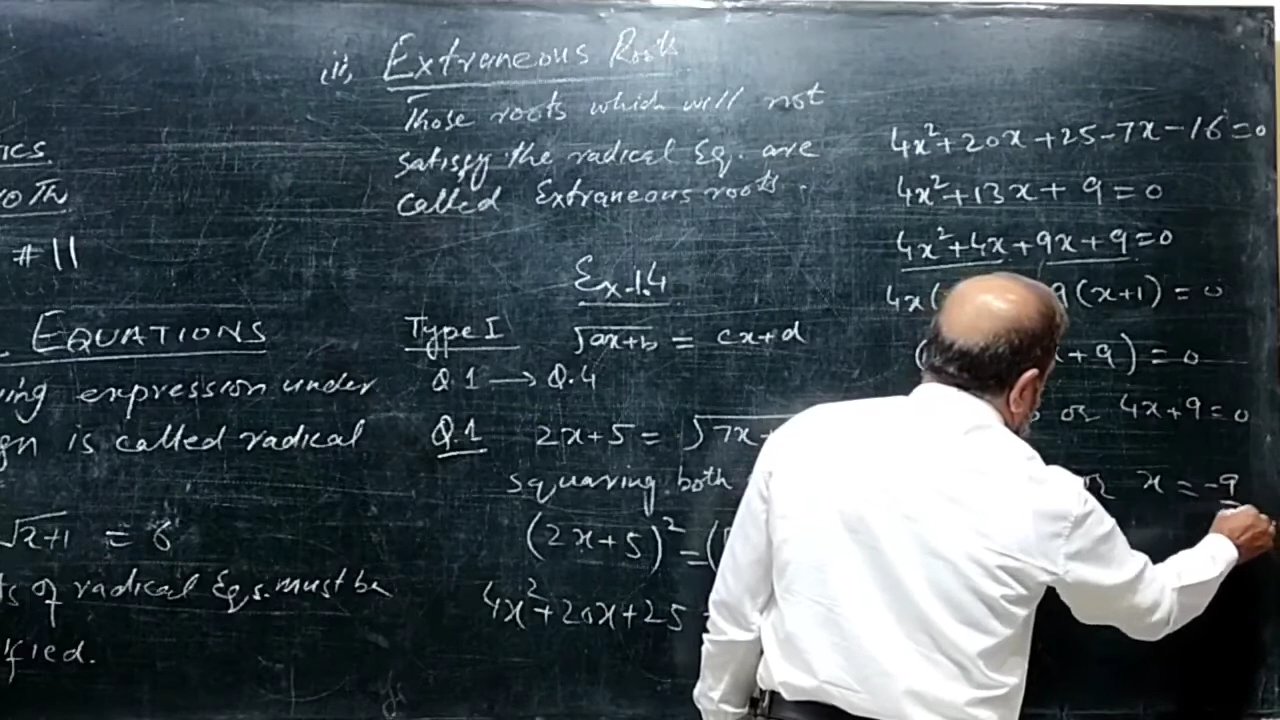 ICS
10 Th
#11
EQUATIONS
ing expression under
gn is called radical
√x+1 = 8
of radical Eqs. must be
fied.
(ii) Extraneous Roots
Those roots which will not
satisfy the radical Eq. are
called Extraneous roots.
Ex 1.4
Type I √ax+b = cx+d
Q.1 → Q.4
Q.1 2x+5 = √7x+
squaring both
(2x+5)² = (
4x²+20x+25
4x²+20x+25-7x-16=0
4x²+13x+9=0
4x²+4x+9x+9=0
4x( 9(x+1)=0
( x+9)=0
or 4x+9=0
or x = -9